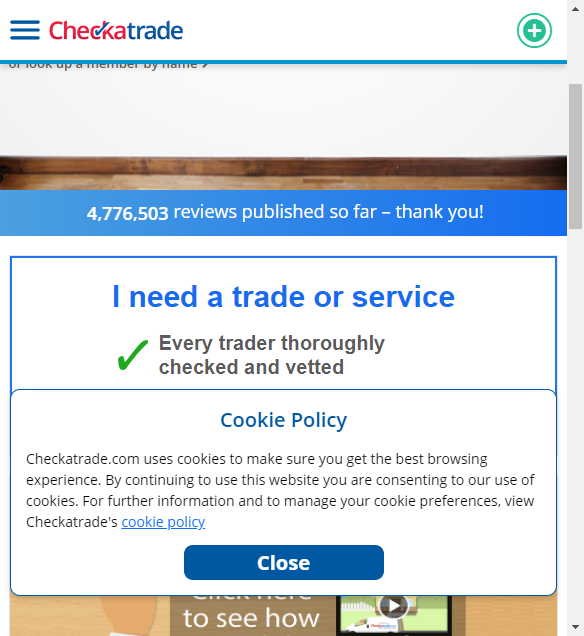 Checkatrade
or look up a member by name
4,776,503 reviews published so far – thank you!
I need a trade or service
Every trader thoroughly
checked and vetted
Cookie Policy
Checkatrade.com uses cookies to make sure you get the best browsing
experience. By continuing to use this website you are consenting to our use of
cookies. For further information and to manage your cookie preferences, view
Checkatrade's cookie policy
Close
Click here
to see how